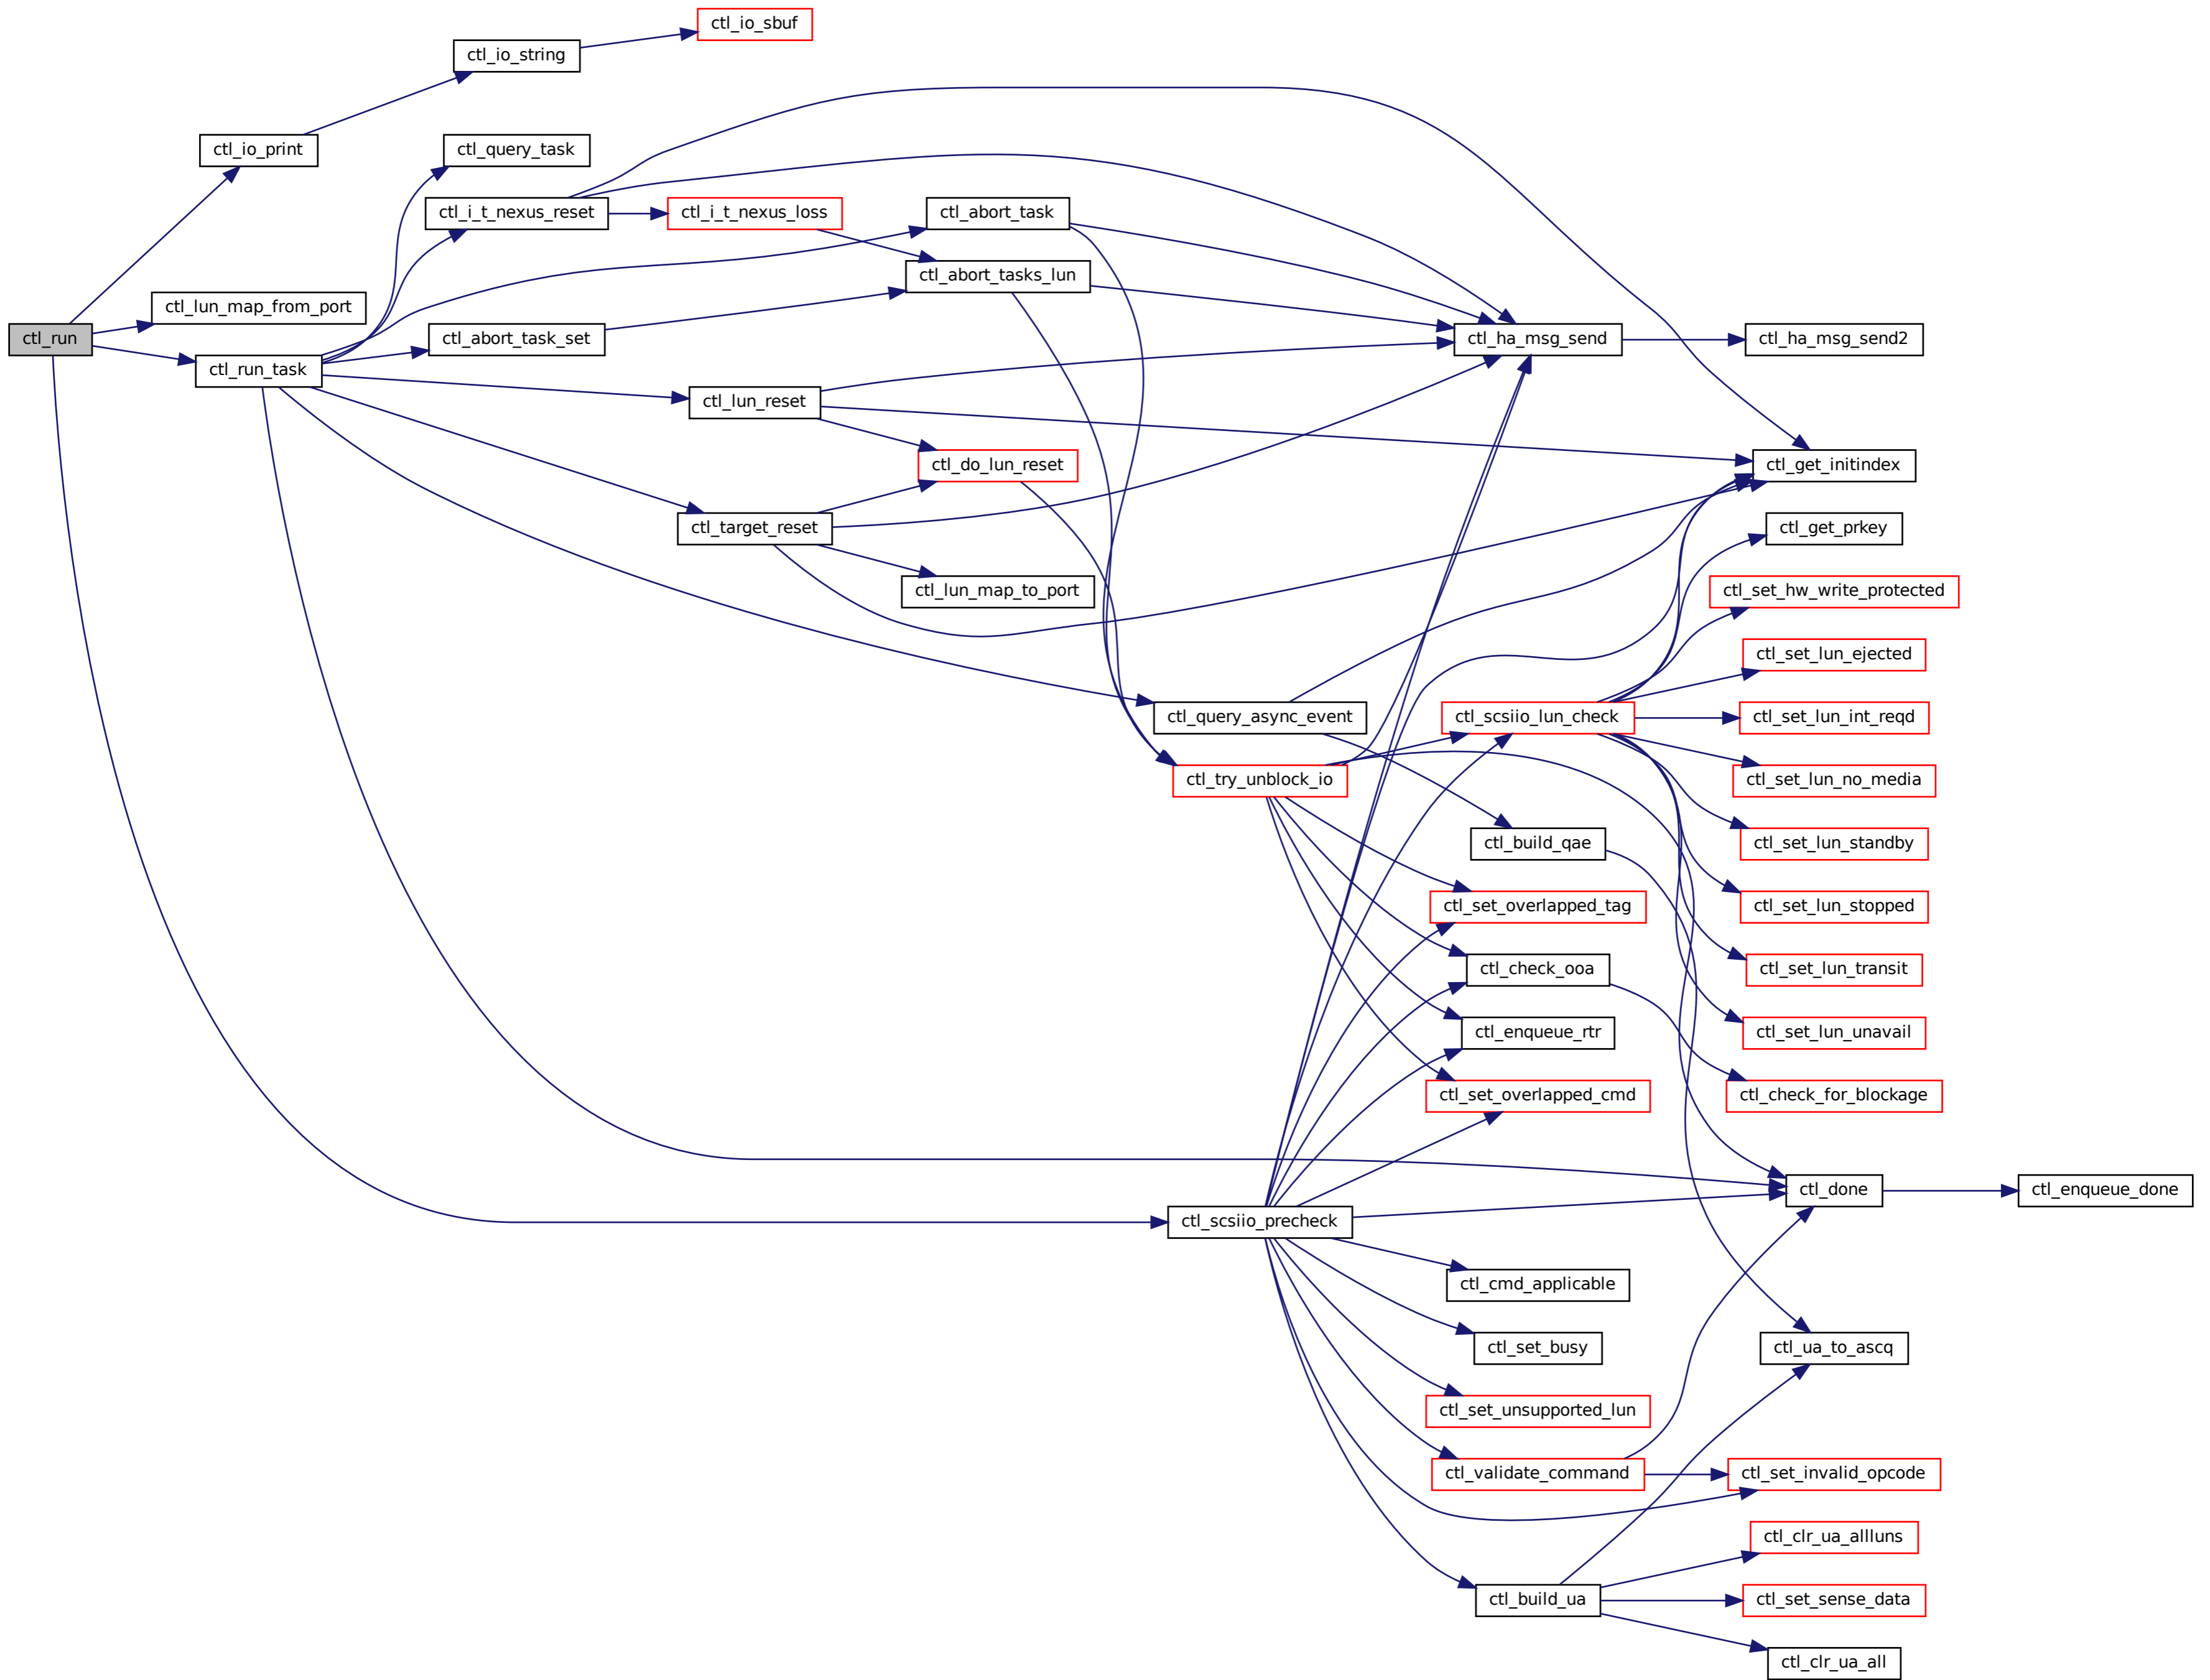 ctl_io_sbuf
ctl_io_string
ctl_io_print
ctl_query_task
ctl_i_t_nexus_reset
ctl_i_t_nexus_loss
ctl_abort_task
ctl_abort_tasks_lun
ctl_lun_map_from_port
ctl_run
ctl_abort_task_set
ctl_ha_msg_send
ctl_ha_msg_send2
ctl_run_task
ctl_lun_reset
ctl_do_lun_reset
ctl_get_initindex
ctl_target_reset
ctl_get_prkey
ctl_lun_map_to_port
ctl_set_hw_write_protected
ctl_set_lun_ejected
ctl_query_async_event
ctl_scsiio_lun_check
ctl_set_lun_int_reqd
ctl_try_unblock_io
ctl_set_lun_no_media
ctl_build_qae
ctl_set_lun_standby
ctl_set_overlapped_tag
ctl_set_lun_stopped
ctl_check_ooa
ctl_set_lun_transit
ctl_enqueue_rtr
ctl_set_lun_unavail
ctl_set_overlapped_cmd
ctl_check_for_blockage
ctl_done
ctl_enqueue_done
ctl_scsiio_precheck
ctl_cmd_applicable
ctl_set_busy
ctl_ua_to_ascq
ctl_set_unsupported_lun
ctl_validate_command
ctl_set_invalid_opcode
ctl_clr_ua_allluns
ctl_build_ua
ctl_set_sense_data
ctl_clr_ua_all